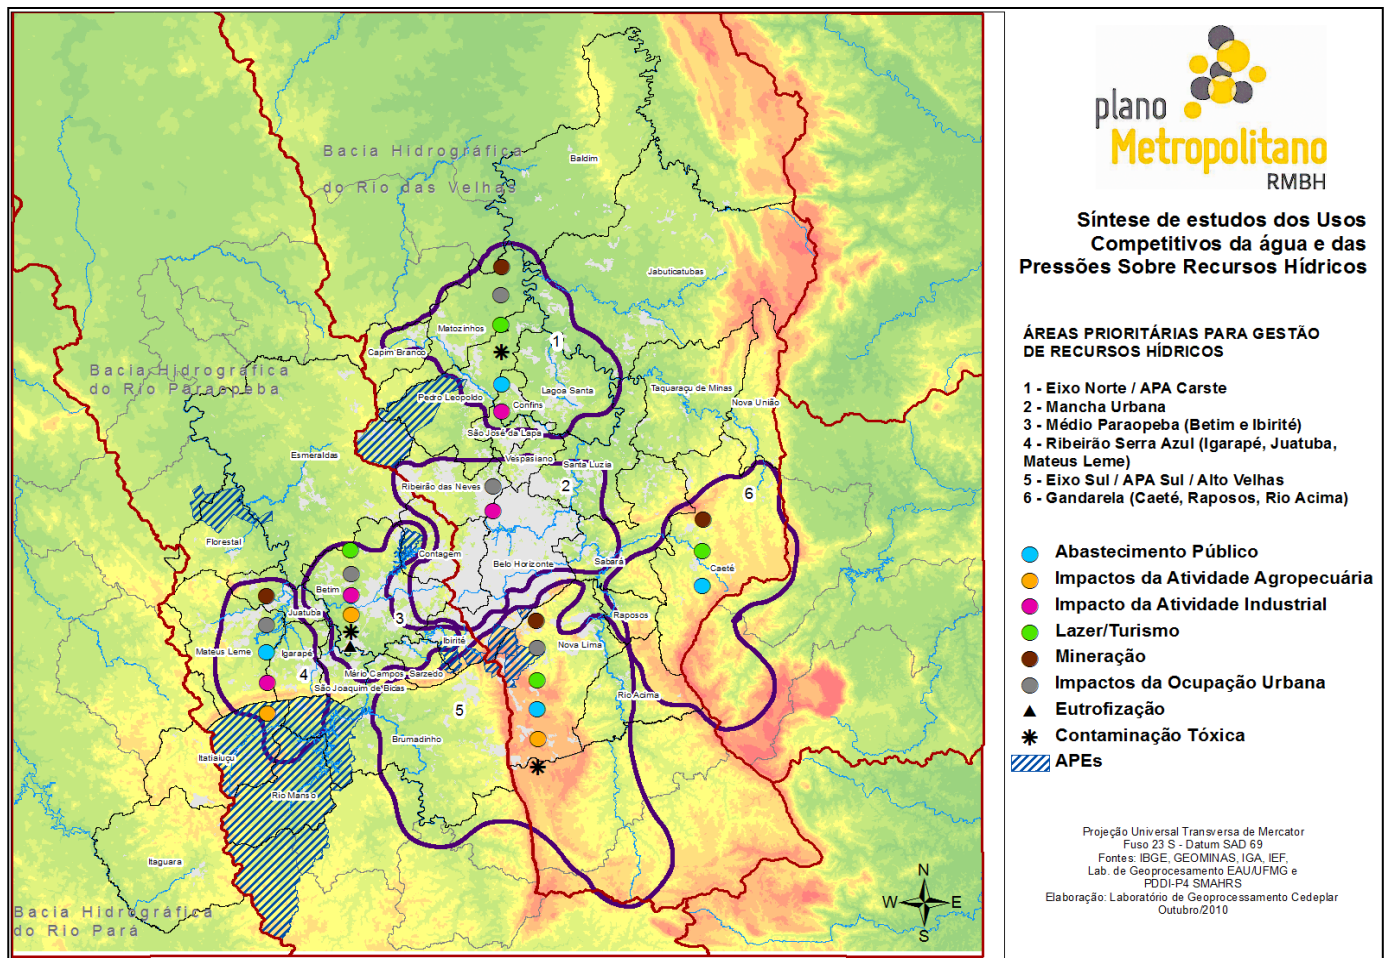 plano
Metropolitano
RMBH
Síntese de estudos dos Usos
Competitivos da água e das
Pressões Sobre Recursos Hídricos
ÁREAS PRIORITÁRIAS PARA GESTÃO
DE RECURSOS HÍDRICOS
1 - Eixo Norte / APA Carste
2 - Mancha Urbana
3 - Médio Paraopeba (Betim e Ibirité)
4 - Ribeirão Serra Azul (Igarapé, Juatuba,
Mateus Leme)
5 - Eixo Sul / APA Sul / Alto Velhas
6 - Gandarela (Caeté, Raposos, Rio Acima)
Abastecimento Público
Impactos da Atividade Agropecuária
Impacto da Atividade Industrial
Lazer/Turismo
Mineração
Impactos da Ocupação Urbana
Eutrofização
Contaminação Tóxica
APEs
Projeção Universal Transversa de Mercator
Fuso 23 S - Datum SAD 69
Fontes: IBGE, GEOMINAS, IGA, IEF,
Lab. de Geoprocesamento EAU/UFMG e
PDDI-P4 SMAHRS
Elaboração: Laboratório de Geoprocessamento Cedeplar
Outubro/2010
Bacia Hidrográfica
do Rio das Velhas
Baldim
Jabuticatubas
Matozinhos
1
Capim Branco
Bacia Hidrográfica
do Rio Paraopeba
Lagoa Santa
Taquaraçu de Minas
Pedro Leopoldo
Nova União
Confins
São José da Lapa
Esmeraldas
Vespasiano
Santa Luzia
Ribeirão das Neves
2
6
Florestal
Contagem
Belo Horizonte
Sabará
Caeté
Betim
Juatuba
3
Raposos
Ibirité
Nova Lima
Mateus Leme
Igarapé
4
Mário Campos
Sarzedo
São Joaquim de Bicas
Rio Acima
5
Brumadinho
Itatiaiuçu
Rio Manso
Itaguara
Bacia Hidrográfica
do Rio Pará
N
W
E
S